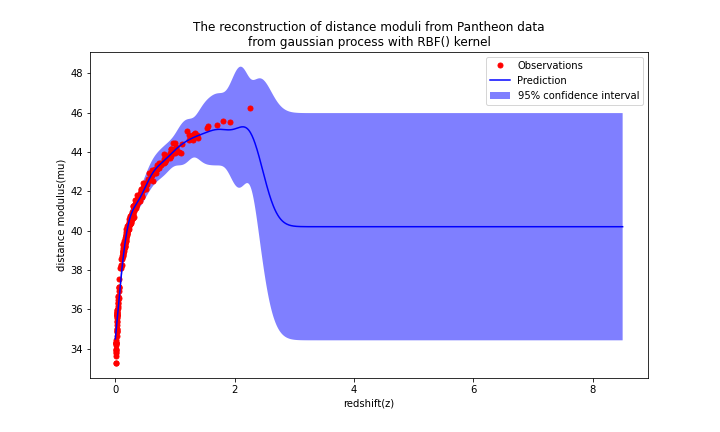 The reconstruction of distance moduli from Pantheon data
from gaussian process with RBF() kernel
Observations
Prediction
95% confidence interval
48
46
44
42
40
38
36
34
distance modulus(mu)
0
2
4
6
8
redshift(z)